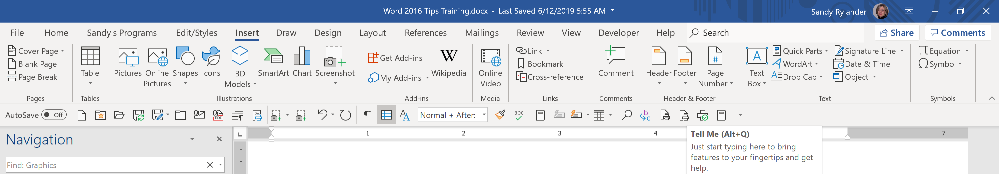 Word 2016 Tips Training.docx - Last Saved 6/12/2019 5:55 AM
Sandy Rylander
File Home Sandy's Programs Edit/Styles Insert Draw Design Layout References Mailings Review View Developer Help Search Share Comments
Cover Page
Blank Page
Page Break
Pages
Table
Tables
Pictures
Online
Pictures
Shapes
Icons
3D
Models
SmartArt
Chart
Screenshot
Illustrations
Get Add-ins
My Add-ins
W
Wikipedia
Add-ins
Online
Video
Media
Link
Bookmark
Cross-reference
Links
Comment
Comments
Header
Footer
#
Page
Number
Header & Footer
A
Text
Box
Quick Parts
WordArt
Drop Cap
Signature Line
Date & Time
Object
Text
π Equation
Ω Symbol
Symbols
AutoSave Off
PDF
¶
Normal + After:
abc
Navigation
Find: Graphics
L
1 2 3 4 7
Tell Me (Alt+Q)
Just start typing here to bring
features to your fingertips and get
help.